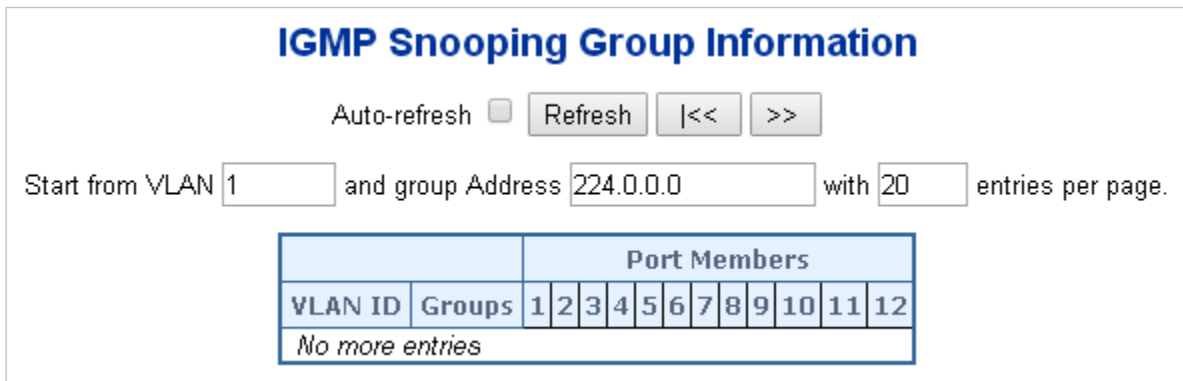 IGMP Snooping Group Information
Auto-refresh Refresh |<< >>
Start from VLAN 1 and group Address 224.0.0.0 with 20 entries per page.
Port Members
VLAN ID Groups 1 2 3 4 5 6 7 8 9 10 11 12
No more entries